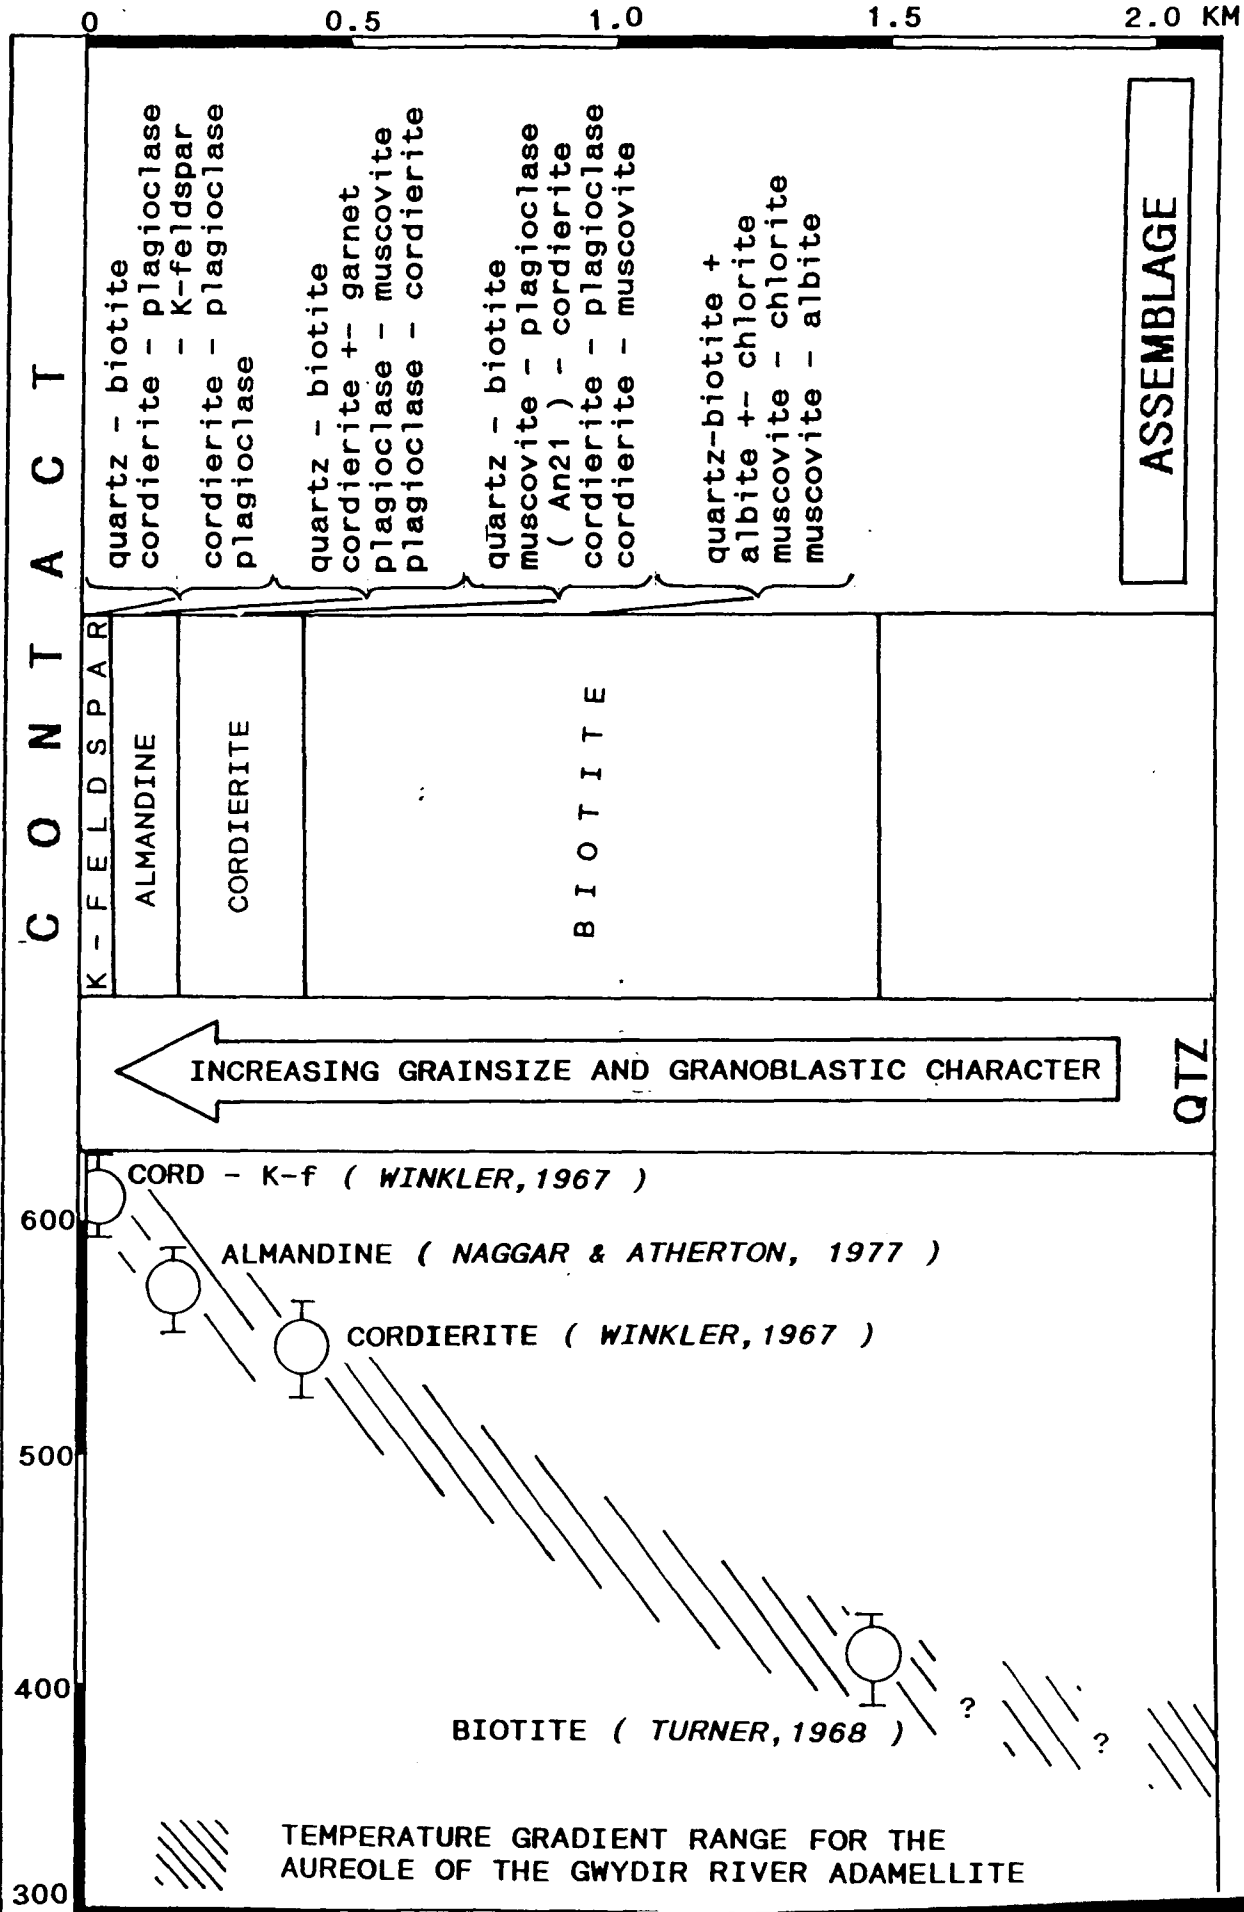 0 0.5 1.0 1.5 2.0 KM
CONTACT
quartz - biotite
cordierite - plagioclase
- K-feldspar
cordierite - plagioclase
plagioclase
quartz - biotite
cordierite +- garnet
plagioclase - muscovite
plagioclase - cordierite
quartz - biotite
muscovite - plagioclase
( An21 ) - cordierite
cordierite - plagioclase
cordierite - muscovite
quartz-biotite +
albite +- chlorite
muscovite - chlorite
muscovite - albite
ASSEMBLAGE
K-FELDSPAR
ALMANDINE
CORDIERITE
BIOTITE
INCREASING GRAINSIZE AND GRANOBLASTIC CHARACTER
QTZ
CORD - K-f ( WINKLER,1967 )
600
ALMANDINE ( NAGGAR & ATHERTON, 1977 )
CORDIERITE ( WINKLER,1967 )
500
400
?
BIOTITE ( TURNER,1968 )
?
TEMPERATURE GRADIENT RANGE FOR THE
AUREOLE OF THE GWYDIR RIVER ADAMELLITE
300